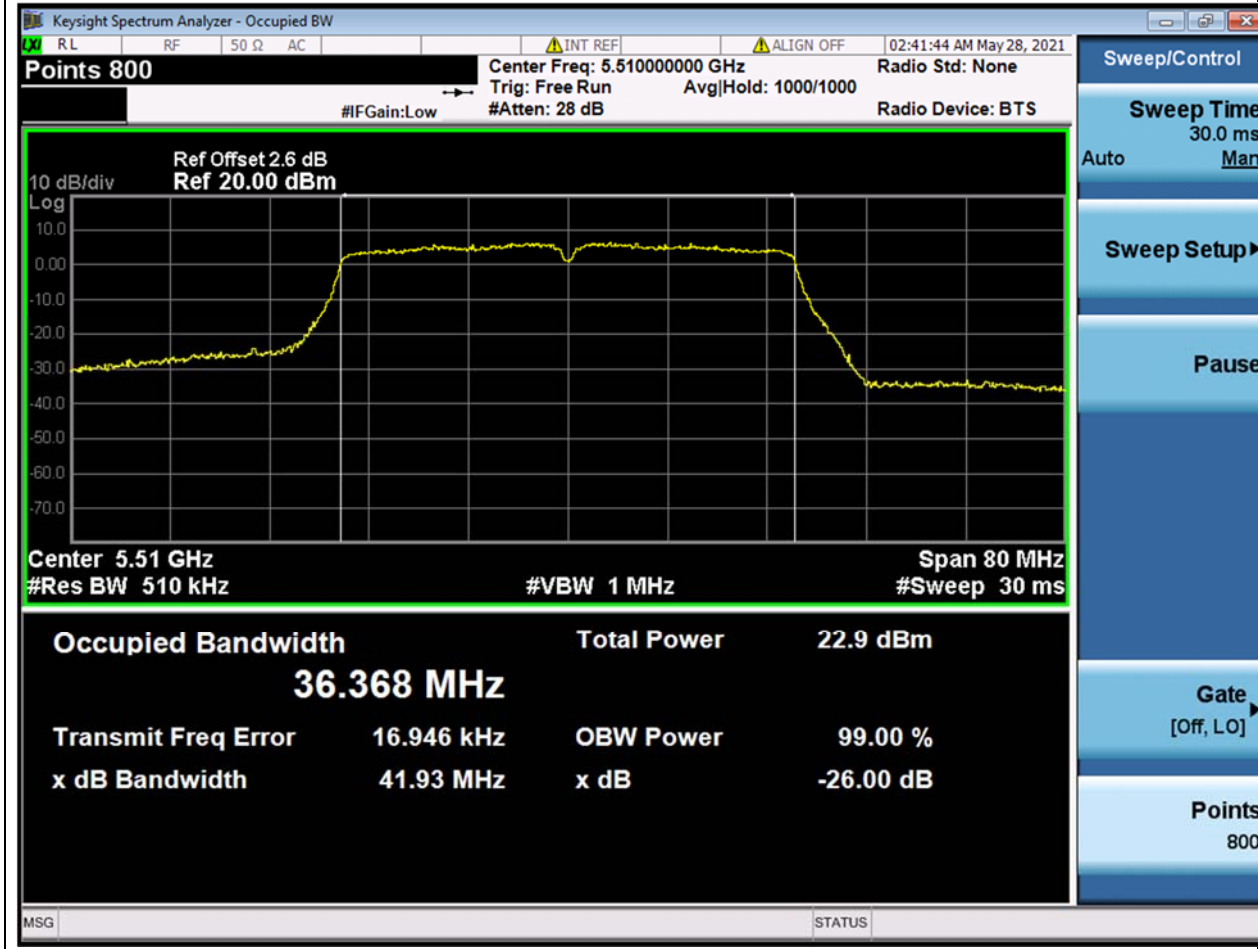 Keysight Spectrum Analyzer - Occupied BW
LXI RL RF 50 Ω AC INT REF ALIGN OFF 02:41:44 AM May 28, 2021
Points 800
Center Freq: 5.510000000 GHz Radio Std: None
Trig: Free Run Avg|Hold: 1000/1000
#IFGain:Low #Atten: 28 dB Radio Device: BTS
Ref Offset 2.6 dB
10 dB/div Ref 20.00 dBm
Log
10.0
0.00
-10.0
-20.0
-30.0
-40.0
-50.0
-60.0
-70.0
Center 5.51 GHz Span 80 MHz
#Res BW 510 kHz #VBW 1 MHz #Sweep 30 ms
Occupied Bandwidth Total Power 22.9 dBm
36.368 MHz
Transmit Freq Error 16.946 kHz OBW Power 99.00 %
x dB Bandwidth 41.93 MHz x dB -26.00 dB
MSG STATUS
Sweep/Control
Sweep Time
30.0 ms
Auto Man
Sweep Setup
Pause
Gate
[Off, LO]
Points
800